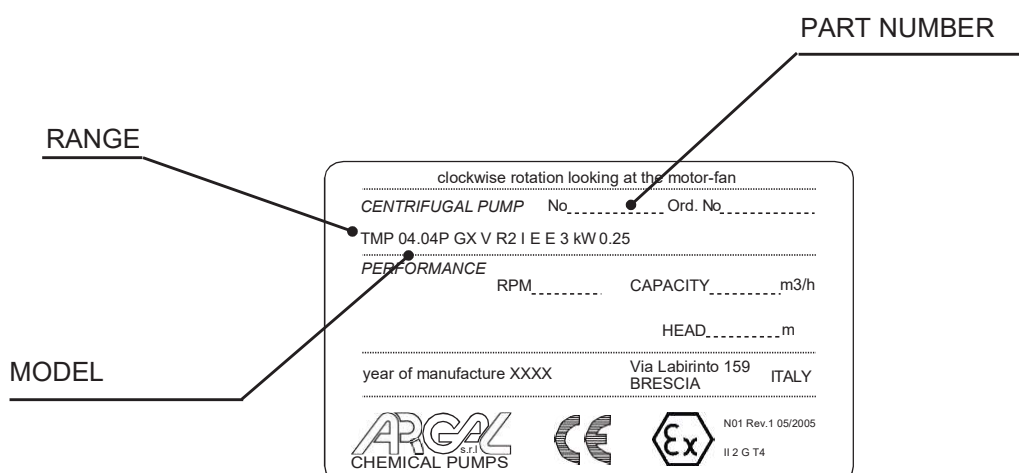 PART NUMBER
RANGE
clockwise rotation looking at the motor-fan
CENTRIFUGAL PUMP No Ord. No
TMP 04.04P GX V R2 I E E 3 kW 0.25
PERFORMANCE
RPM CAPACITY m3/h
HEAD m
MODEL
year of manufacture XXXX Via Labirinto 159
BRESCIA ITALY
ARGAL
s.r.l
CHEMICAL PUMPS
CE
Ex
N01 Rev.1 05/2005
II 2 G T4